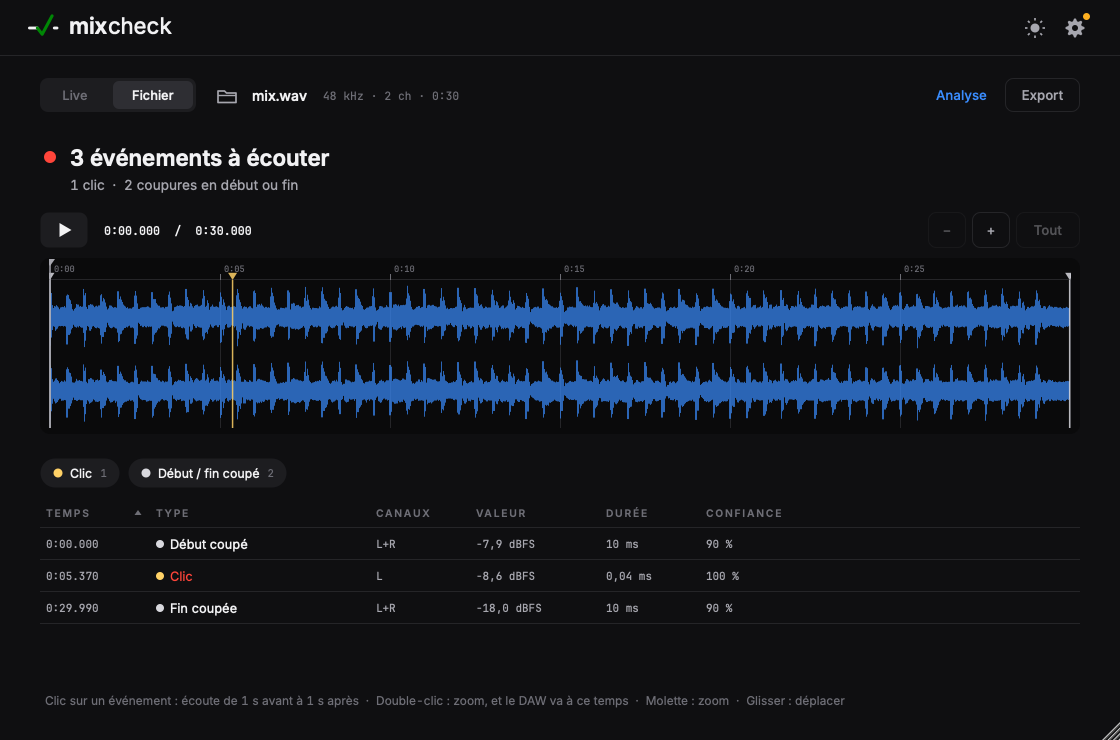 mixcheck
Live Fichier mix.wav 48 kHz · 2 ch · 0:30 Analyse Export
3 événements à écouter
1 clic · 2 coupures en début ou fin
0:00.000 / 0:30.000 − + Tout
0:00 0:05 0:10 0:15 0:20 0:25
Clic 1 Début / fin coupé 2
TEMPS TYPE CANAUX VALEUR DURÉE CONFIANCE
0:00.000 Début coupé L+R -7,9 dBFS 10 ms 90 %
0:05.370 Clic L -8,6 dBFS 0,04 ms 100 %
0:29.990 Fin coupée L+R -18,0 dBFS 10 ms 90 %
Clic sur un événement : écoute de 1 s avant à 1 s après · Double-clic : zoom, et le DAW va à ce temps · Molette : zoom · Glisser : déplacer